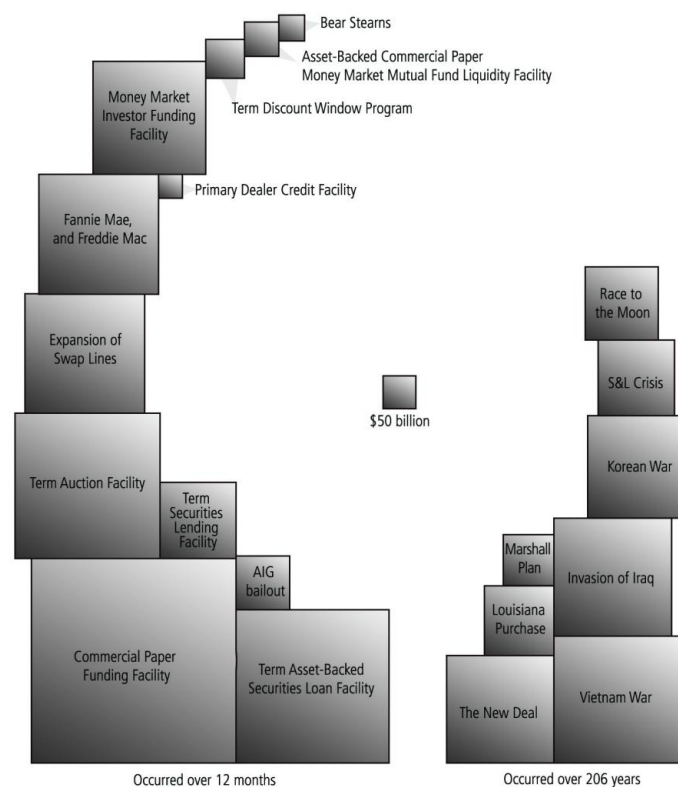 Bear Stearns
Asset-Backed Commercial Paper
Money Market Mutual Fund Liquidity Facility
Term Discount Window Program
Money Market
Investor Funding
Facility
Primary Dealer Credit Facility
Fannie Mae,
and Freddie Mac
Expansion of
Swap Lines
Term Auction Facility
Term
Securities
Lending
Facility
AIG
bailout
Commercial Paper
Funding Facility
Term Asset-Backed
Securities Loan Facility
Occurred over 12 months
$50 billion
Race to
the Moon
S&L Crisis
Korean War
Marshall
Plan
Invasion of Iraq
Louisiana
Purchase
The New Deal
Vietnam War
Occurred over 206 years